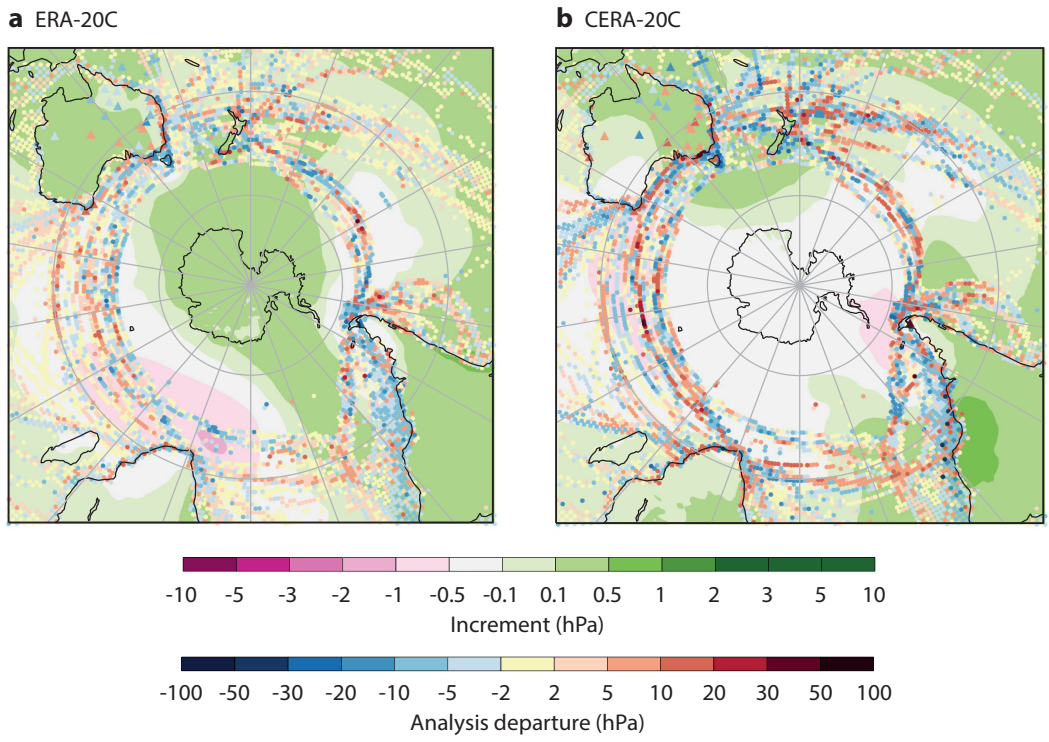 a ERA-20C
b CERA-20C
-10 -5 -3 -2 -1 -0.5 -0.1 0.1 0.5 1 2 3 5 10
Increment (hPa)
-100 -50 -30 -20 -10 -5 -2 2 5 10 20 30 50 100
Analysis departure (hPa)